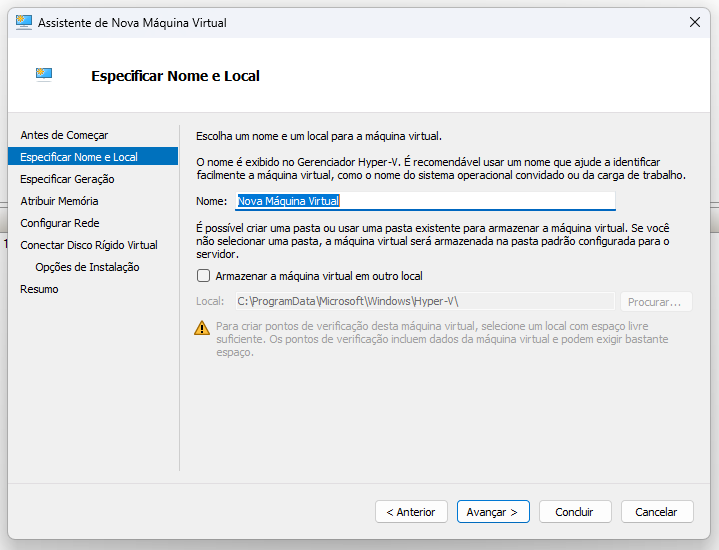 Assistente de Nova Máquina Virtual
Especificar Nome e Local
Antes de Começar
Especificar Nome e Local
Especificar Geração
Atribuir Memória
Configurar Rede
Conectar Disco Rígido Virtual
Opções de Instalação
Resumo
Escolha um nome e um local para a máquina virtual.
O nome é exibido no Gerenciador Hyper-V. É recomendável usar um nome que ajude a identificar
facilmente a máquina virtual, como o nome do sistema operacional convidado ou da carga de trabalho.
Nome: Nova Máquina Virtual
É possível criar uma pasta ou usar uma pasta existente para armazenar a máquina virtual. Se você
não selecionar uma pasta, a máquina virtual será armazenada na pasta padrão configurada para o
servidor.
Armazenar a máquina virtual em outro local
Local: C:\ProgramData\Microsoft\Windows\Hyper-V\ Procurar...
Para criar pontos de verificação desta máquina virtual, selecione um local com espaço livre
suficiente. Os pontos de verificação incluem dados da máquina virtual e podem exigir bastante
espaço.
< Anterior Avançar > Concluir Cancelar